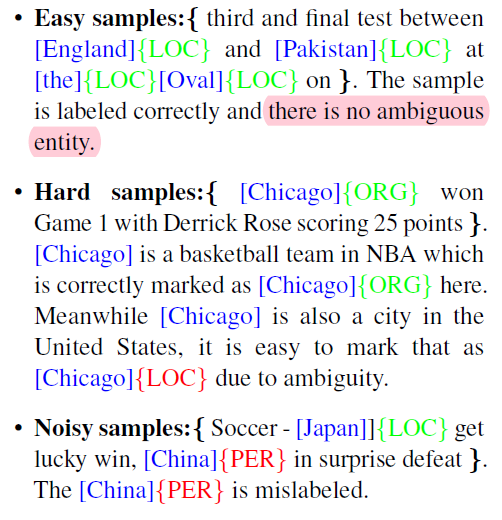 • Easy samples:{ third and final test between
[England]{LOC} and [Pakistan]{LOC} at
[the]{LOC}[Oval]{LOC} on }. The sample
is labeled correctly and there is no ambiguous
entity.
• Hard samples:{ [Chicago]{ORG} won
Game 1 with Derrick Rose scoring 25 points }.
[Chicago] is a basketball team in NBA which
is correctly marked as [Chicago]{ORG} here.
Meanwhile [Chicago] is also a city in the
United States, it is easy to mark that as
[Chicago]{LOC} due to ambiguity.
• Noisy samples:{ Soccer - [Japan]]{LOC} get
lucky win, [China]{PER} in surprise defeat }.
The [China]{PER} is mislabeled.